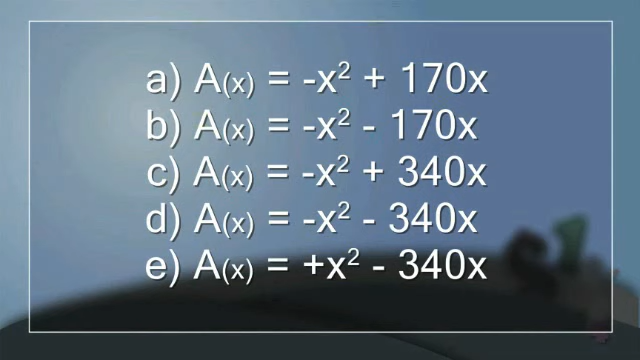 a) A(x) = -x² + 170x
b) A(x) = -x² - 170x
c) A(x) = -x² + 340x
d) A(x) = -x² - 340x
e) A(x) = +x² - 340x